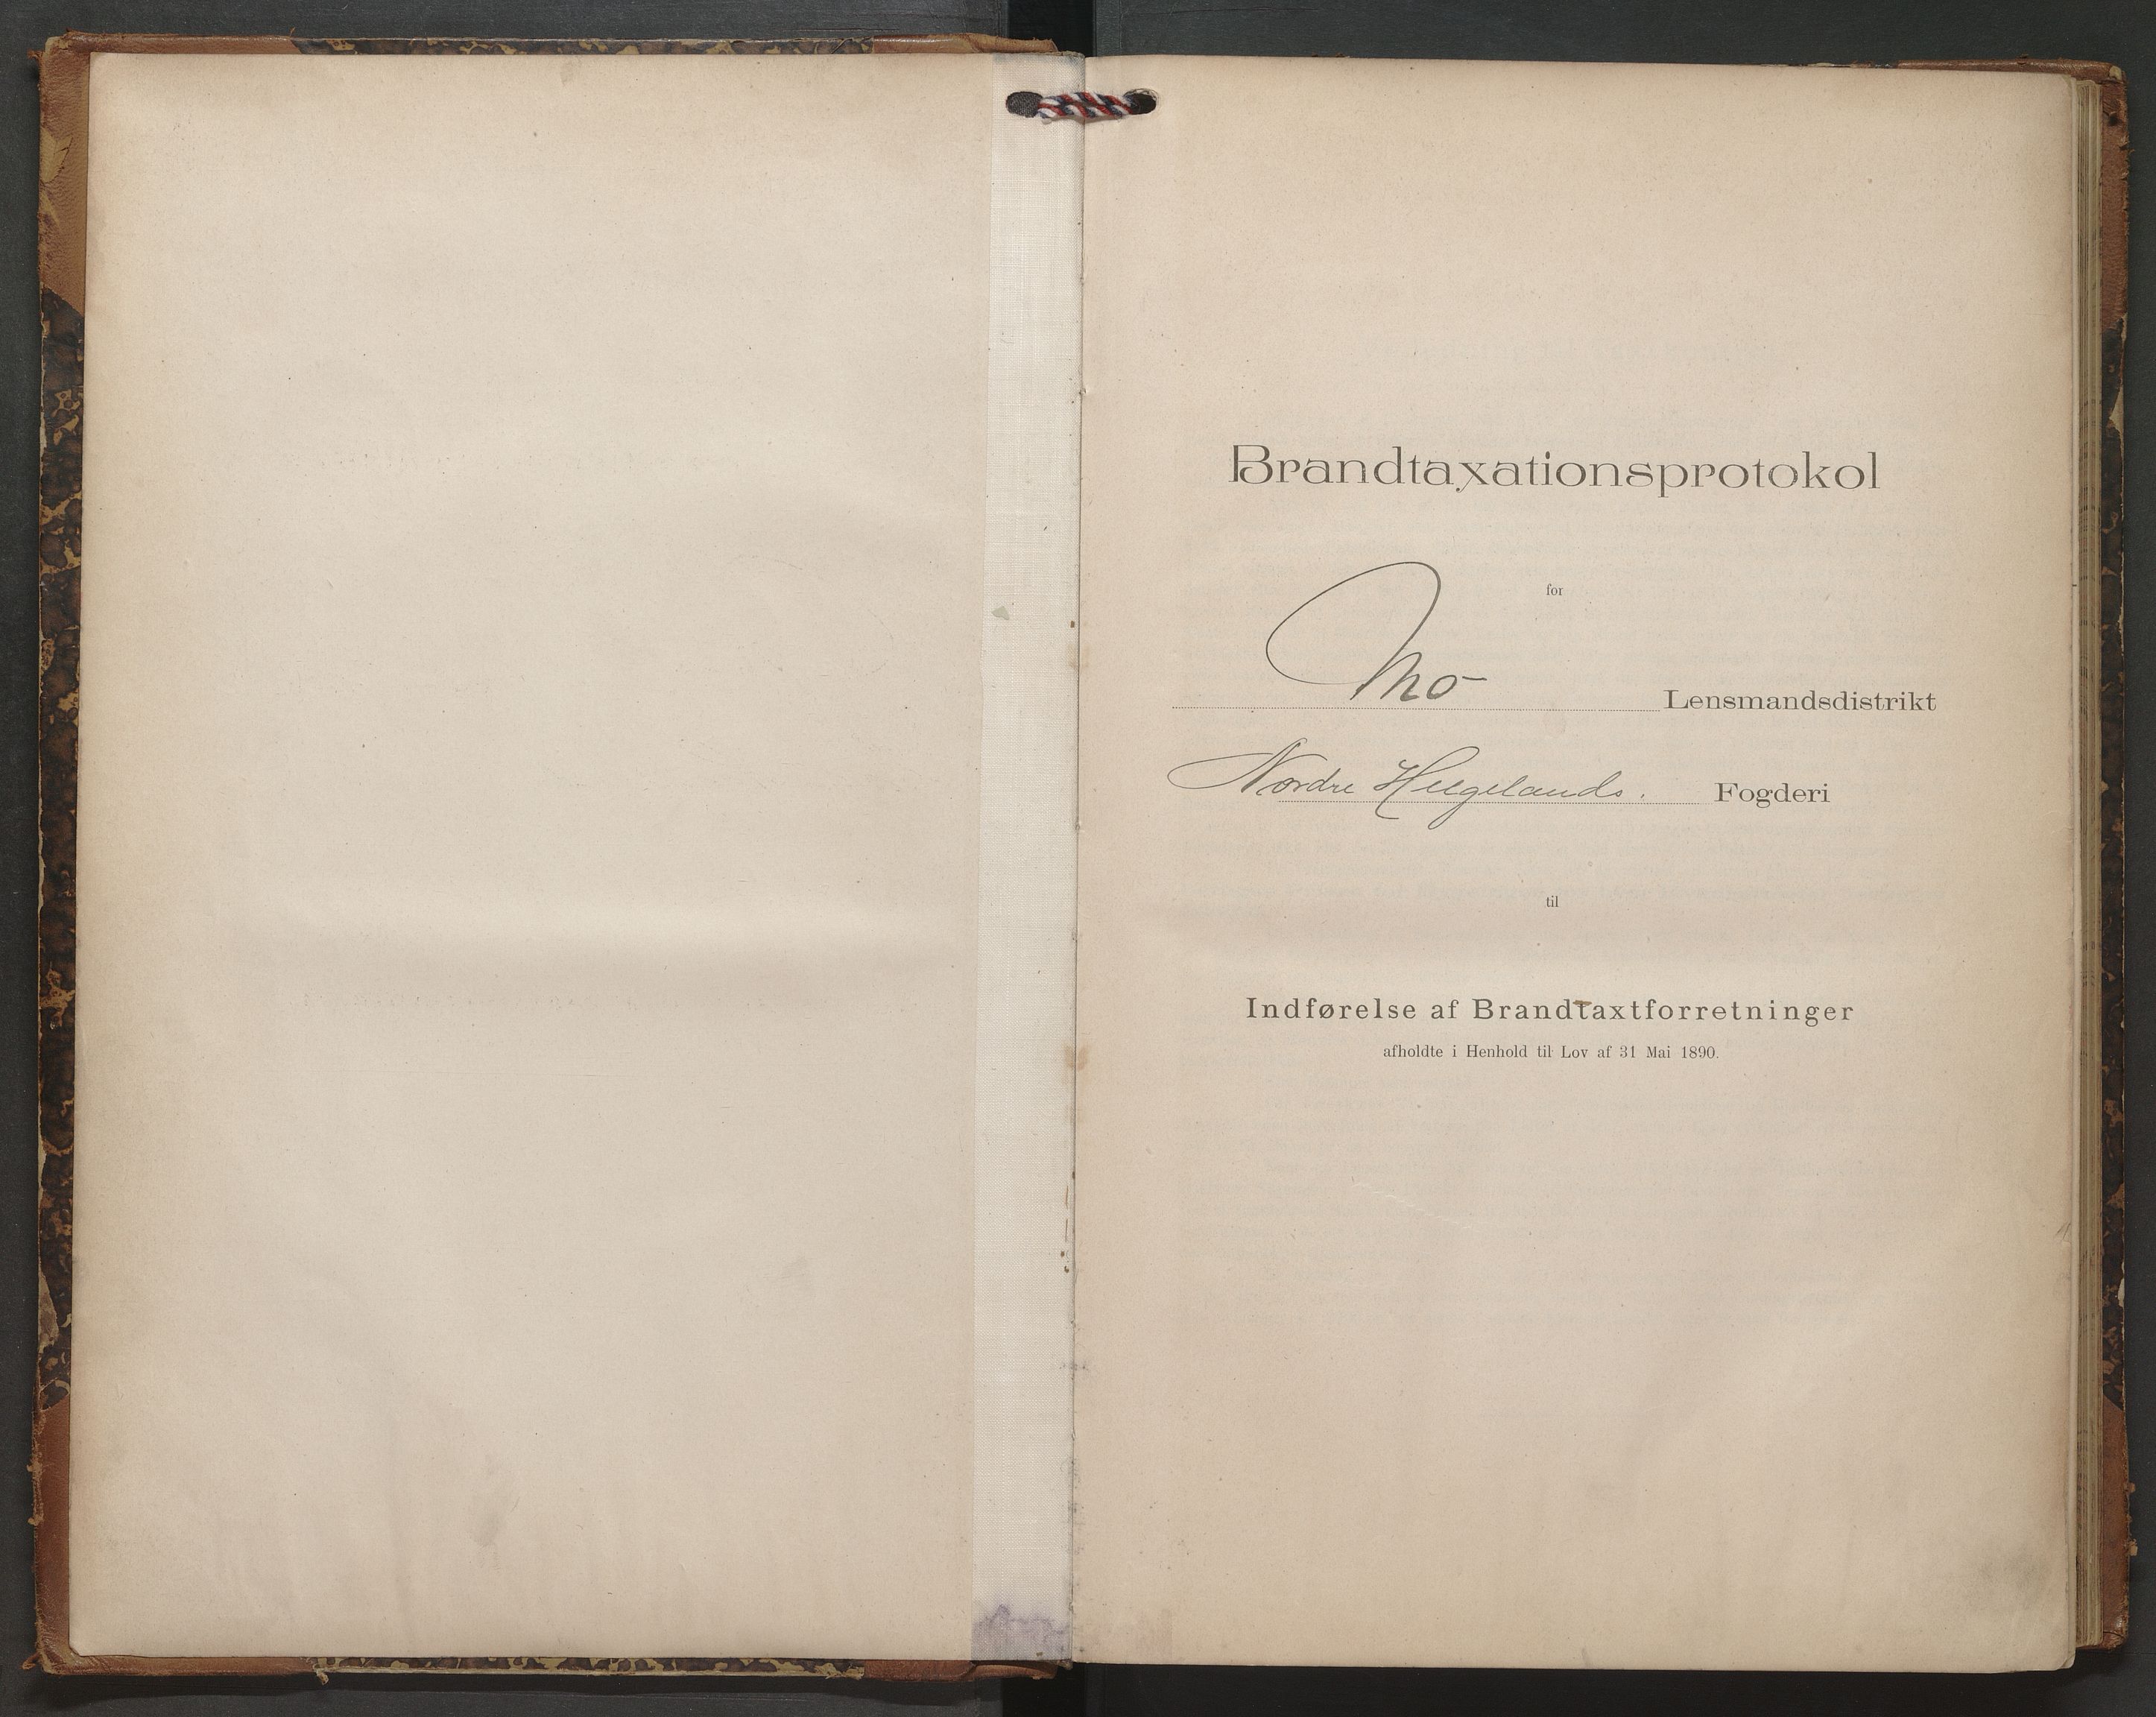 Brandtaxationsprotokol
for
Mo Lensmandsdistrikt
Nordre Helgelands. Fogderi
til
Indførelse af Brandtaxtforretninger
afholdte i Henhold til Lov af 31 Mai 1890.